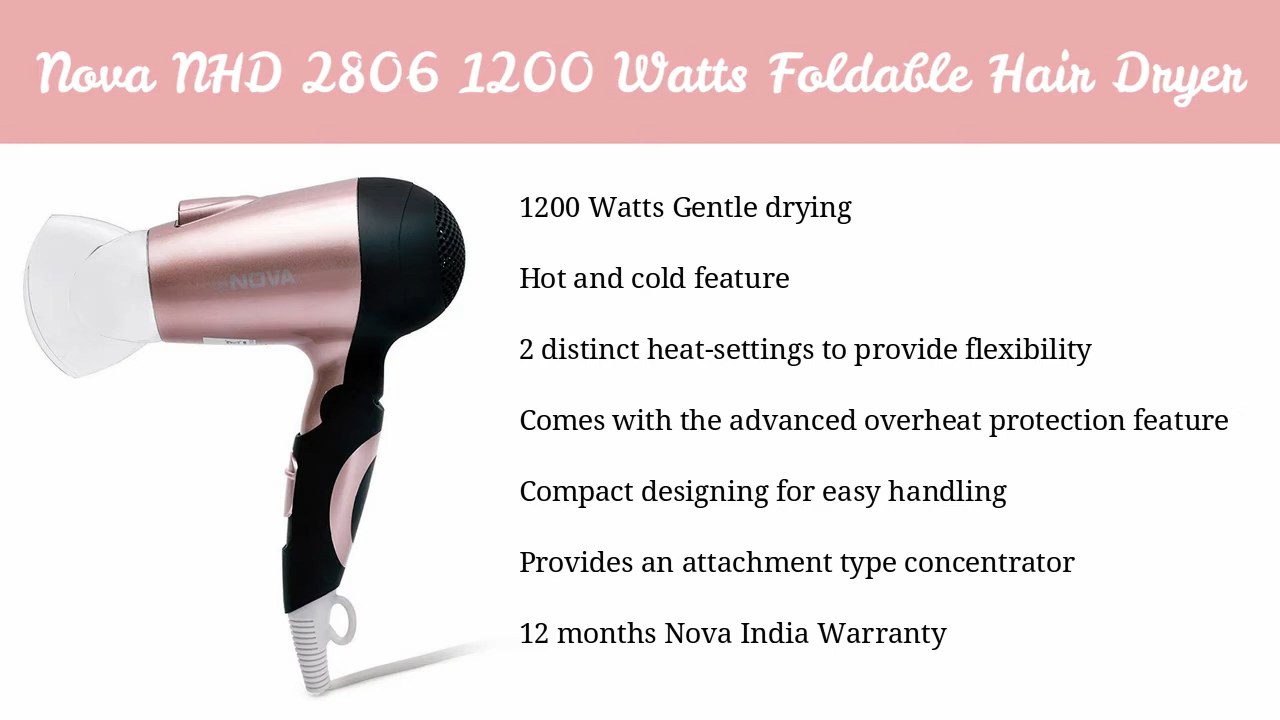 Nova NHD 2806 1200 Watts Foldable Hair Dryer
NOVA
1200 Watts Gentle drying
Hot and cold feature
2 distinct heat-settings to provide flexibility
Comes with the advanced overheat protection feature
Compact designing for easy handling
Provides an attachment type concentrator
12 months Nova India Warranty